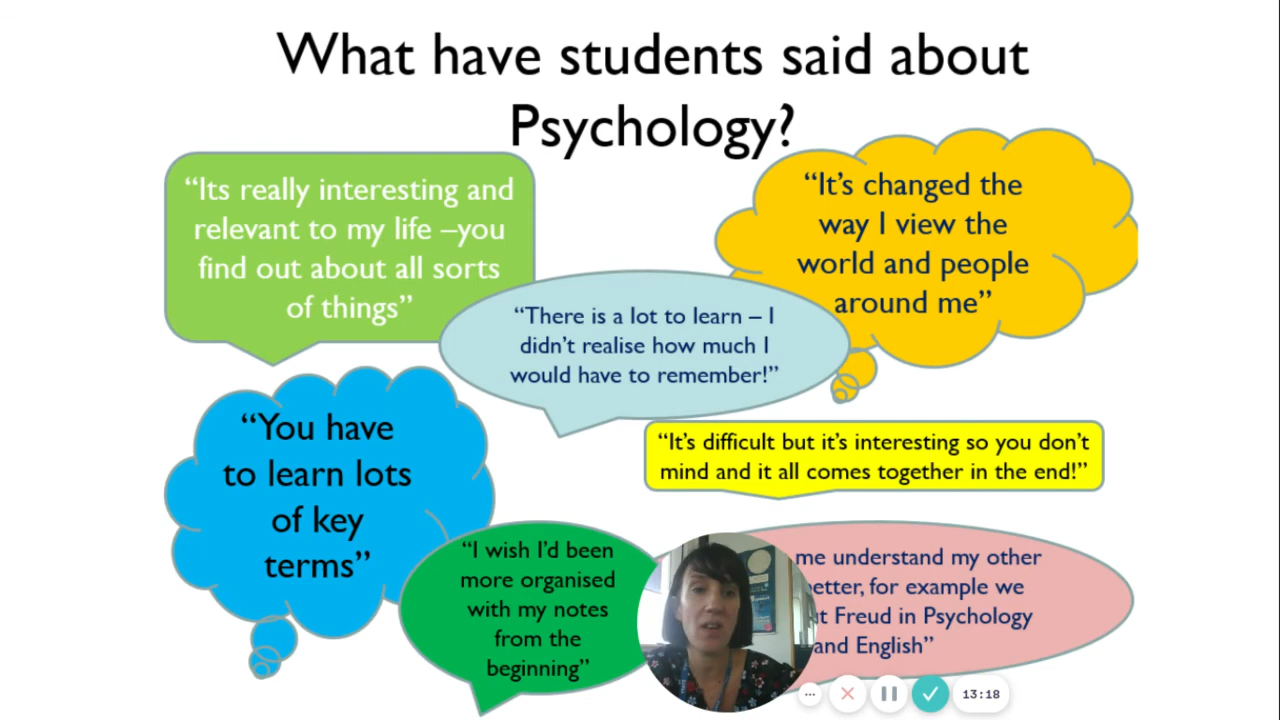 What have students said about
Psychology?
“Its really interesting and
relevant to my life –you
find out about all sorts
of things”
“It’s changed the
way I view the
world and people
around me”
“There is a lot to learn – I
didn’t realise how much I
would have to remember!”
“You have
to learn lots
of key
terms”
“It’s difficult but it’s interesting so you don’t
mind and it all comes together in the end!”
“I wish I’d been
more organised
with my notes
from the
beginning”
me understand my other
for example we
Freud in Psychology
and English”
13:18